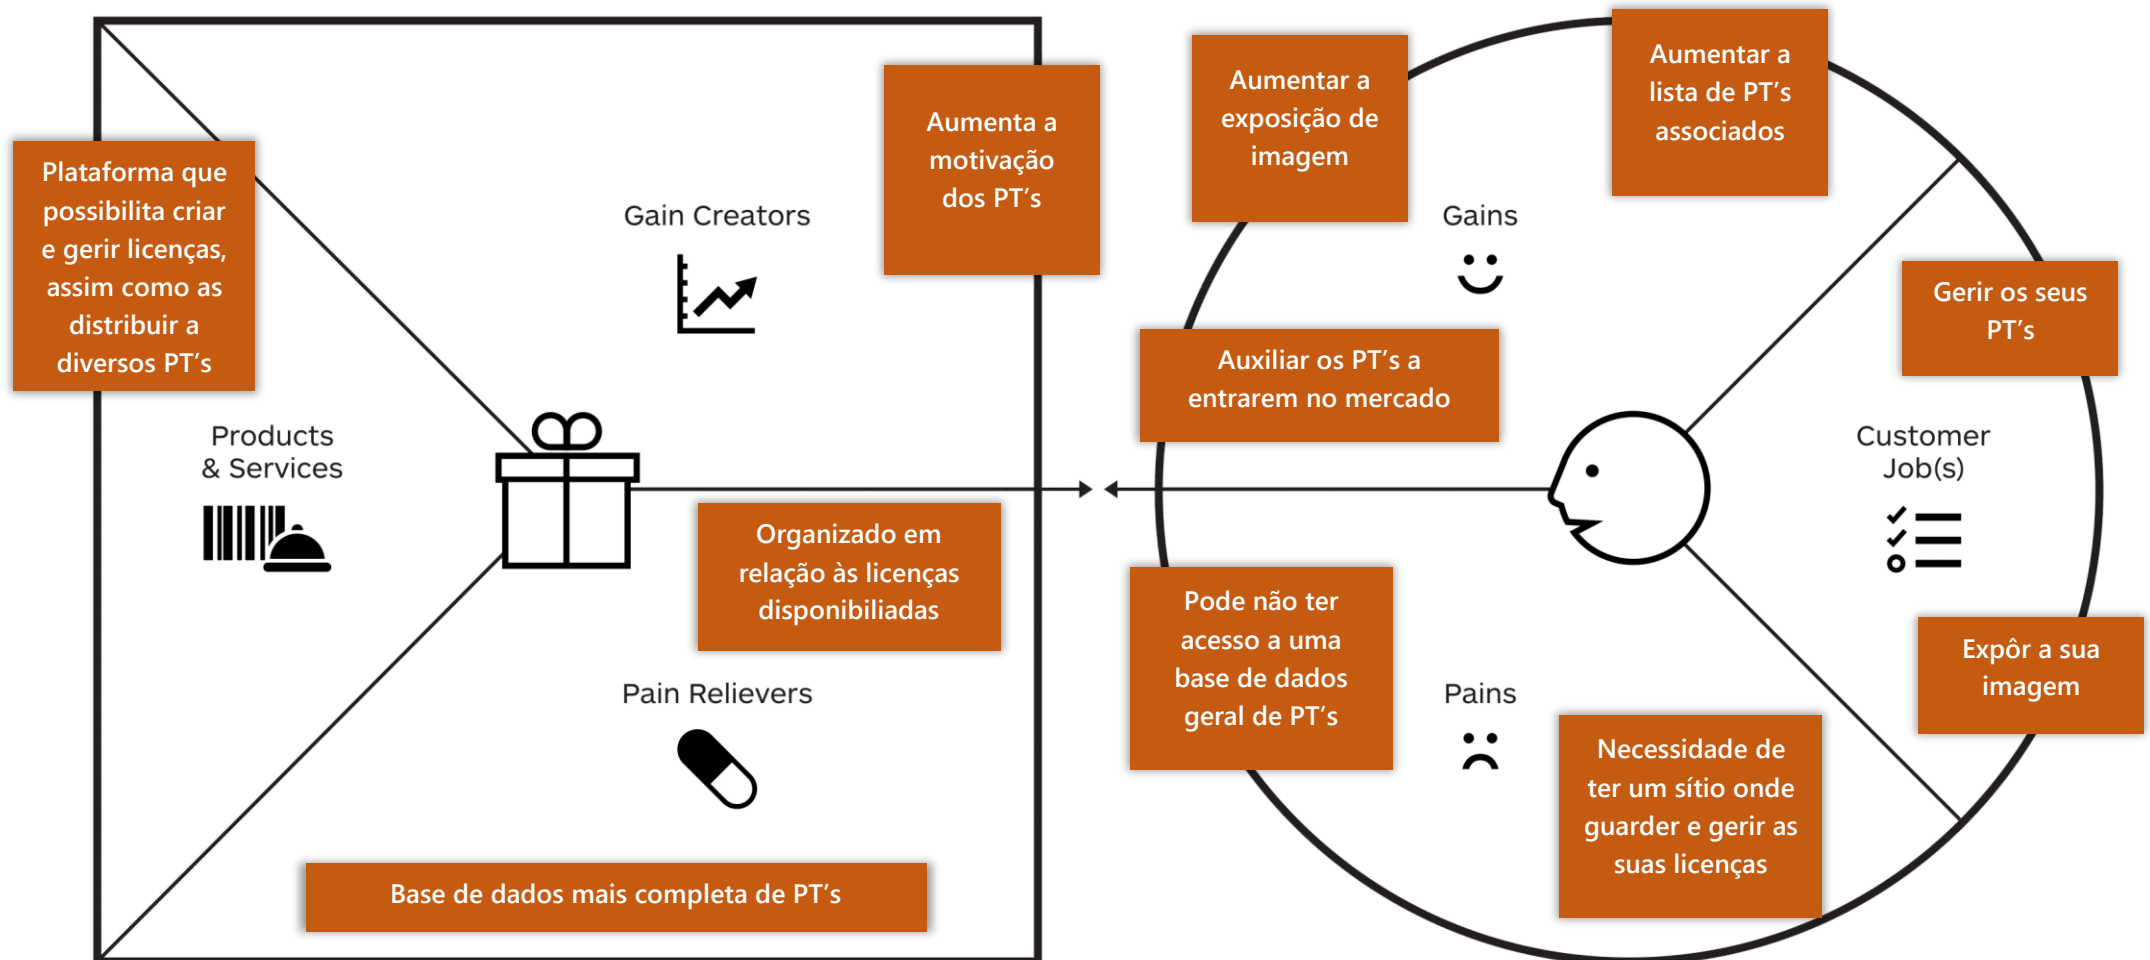 Plataforma que
possibilita criar
e gerir licenças,
assim como as
distribuir a
diversos PT’s
Products
& Services
Gain Creators
Aumenta a
motivação
dos PT’s
Organizado em
relação às licenças
disponibiliadas
Pain Relievers
Base de dados mais completa de PT’s
Aumentar a
exposição de
imagem
Gains
Aumentar a
lista de PT’s
associados
Auxiliar os PT’s a
entrarem no mercado
Gerir os seus
PT’s
Customer
Job(s)
Expôr a sua
imagem
Pode não ter
acesso a uma
base de dados
geral de PT’s
Pains
Necessidade de
ter um sítio onde
guarder e gerir as
suas licenças